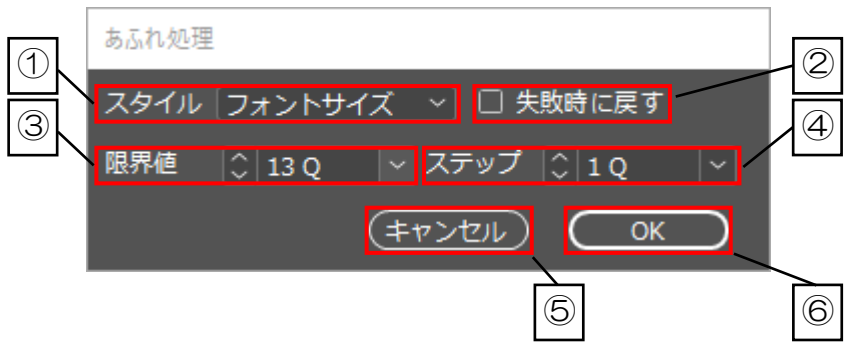 あふれ処理
① スタイル フォントサイズ □ 失敗時に戻す ②
③ 限界値 13 Q ステップ 1 Q ④
キャンセル OK
⑤ ⑥